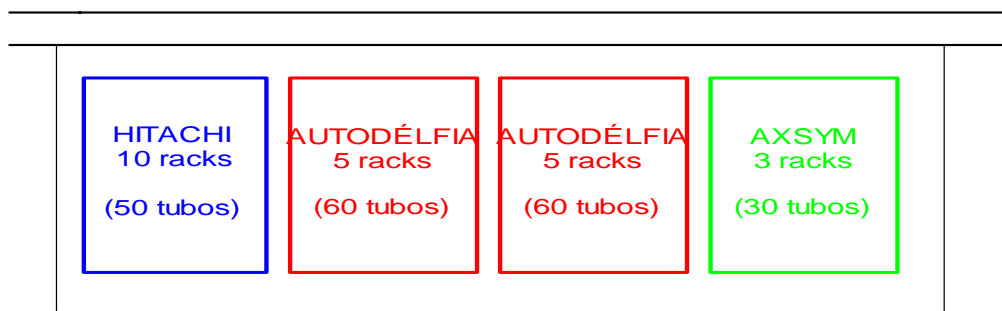 HITACHI
10 racks
(50 tubos)
AUTODÉLFIA
5 racks
(60 tubos)
AUTODÉLFIA
5 racks
(60 tubos)
AXSYM
3 racks
(30 tubos)